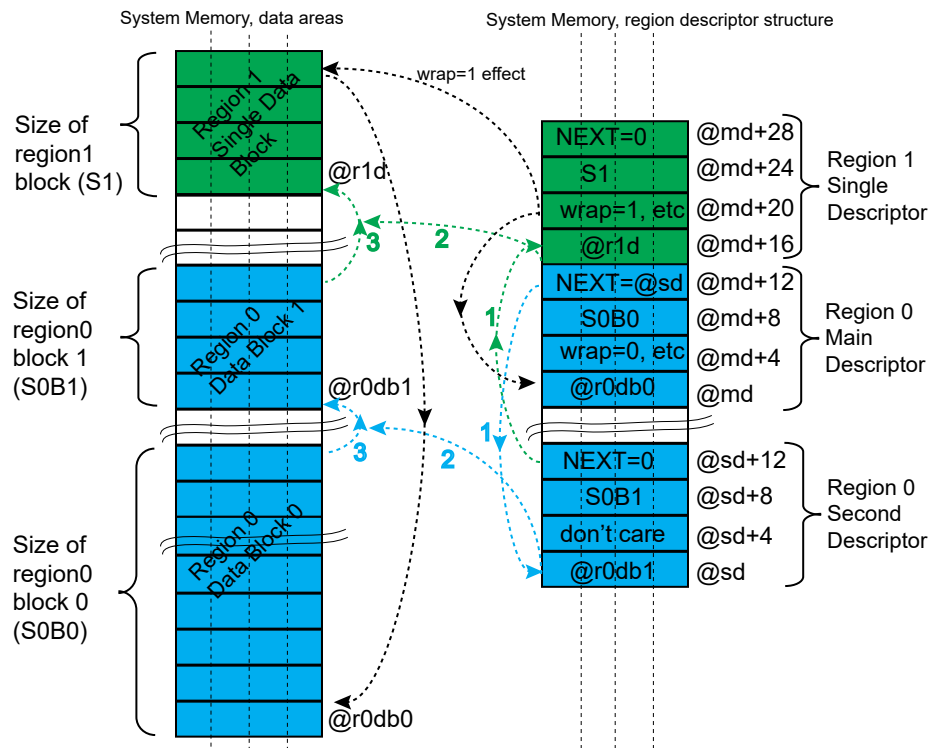 System Memory, data areas
System Memory, region descriptor structure
Size of
region1
block (S1)
Region 1
Single Data
Block
@r1d
wrap=1 effect
3
2
Size of
region0
block 1
(S0B1)
Region 0
Data Block 1
@r0db1
3
2
1
1
Size of
region0
block 0
(S0B0)
Region 0
Data Block 0
@r0db0
NEXT=0
@md+28
S1
@md+24
wrap=1, etc
@md+20
@r1d
@md+16
Region 1
Single
Descriptor
NEXT=@sd
@md+12
S0B0
@md+8
wrap=0, etc
@md+4
@r0db0
@md
Region 0
Main
Descriptor
NEXT=0
@sd+12
S0B1
@sd+8
don't care
@sd+4
@r0db1
@sd
Region 0
Second
Descriptor